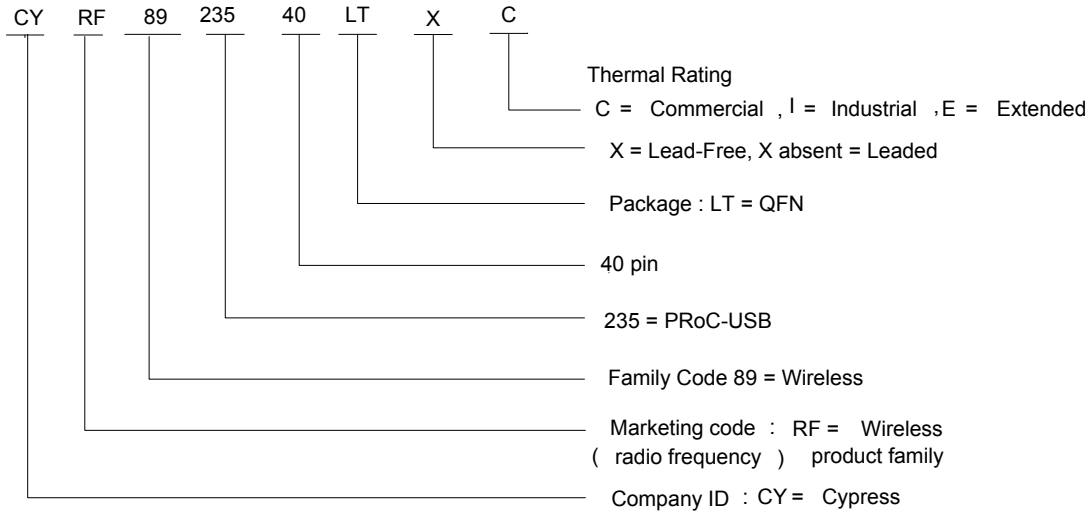 CY RF 89 235 40 LT X C
Thermal Rating
C = Commercial , I = Industrial , E = Extended
X = Lead-Free, X absent = Leaded
Package : LT = QFN
40 pin
235 = PRoC-USB
Family Code 89 = Wireless
Marketing code : RF = Wireless
( radio frequency ) product family
Company ID : CY = Cypress